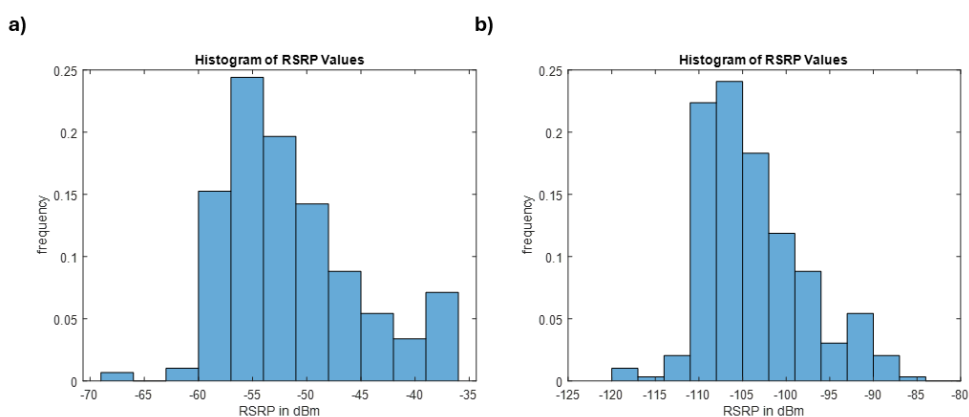 a)
b)
Histogram of RSRP Values
0.25
0.2
0.15
0.1
0.05
0
frequency
-70 -65 -60 -55 -50 -45 -40 -35
RSRP in dBm
Histogram of RSRP Values
0.25
0.2
0.15
0.1
0.05
0
frequency
-125 -120 -115 -110 -105 -100 -95 -90 -85 -80
RSRP in dBm